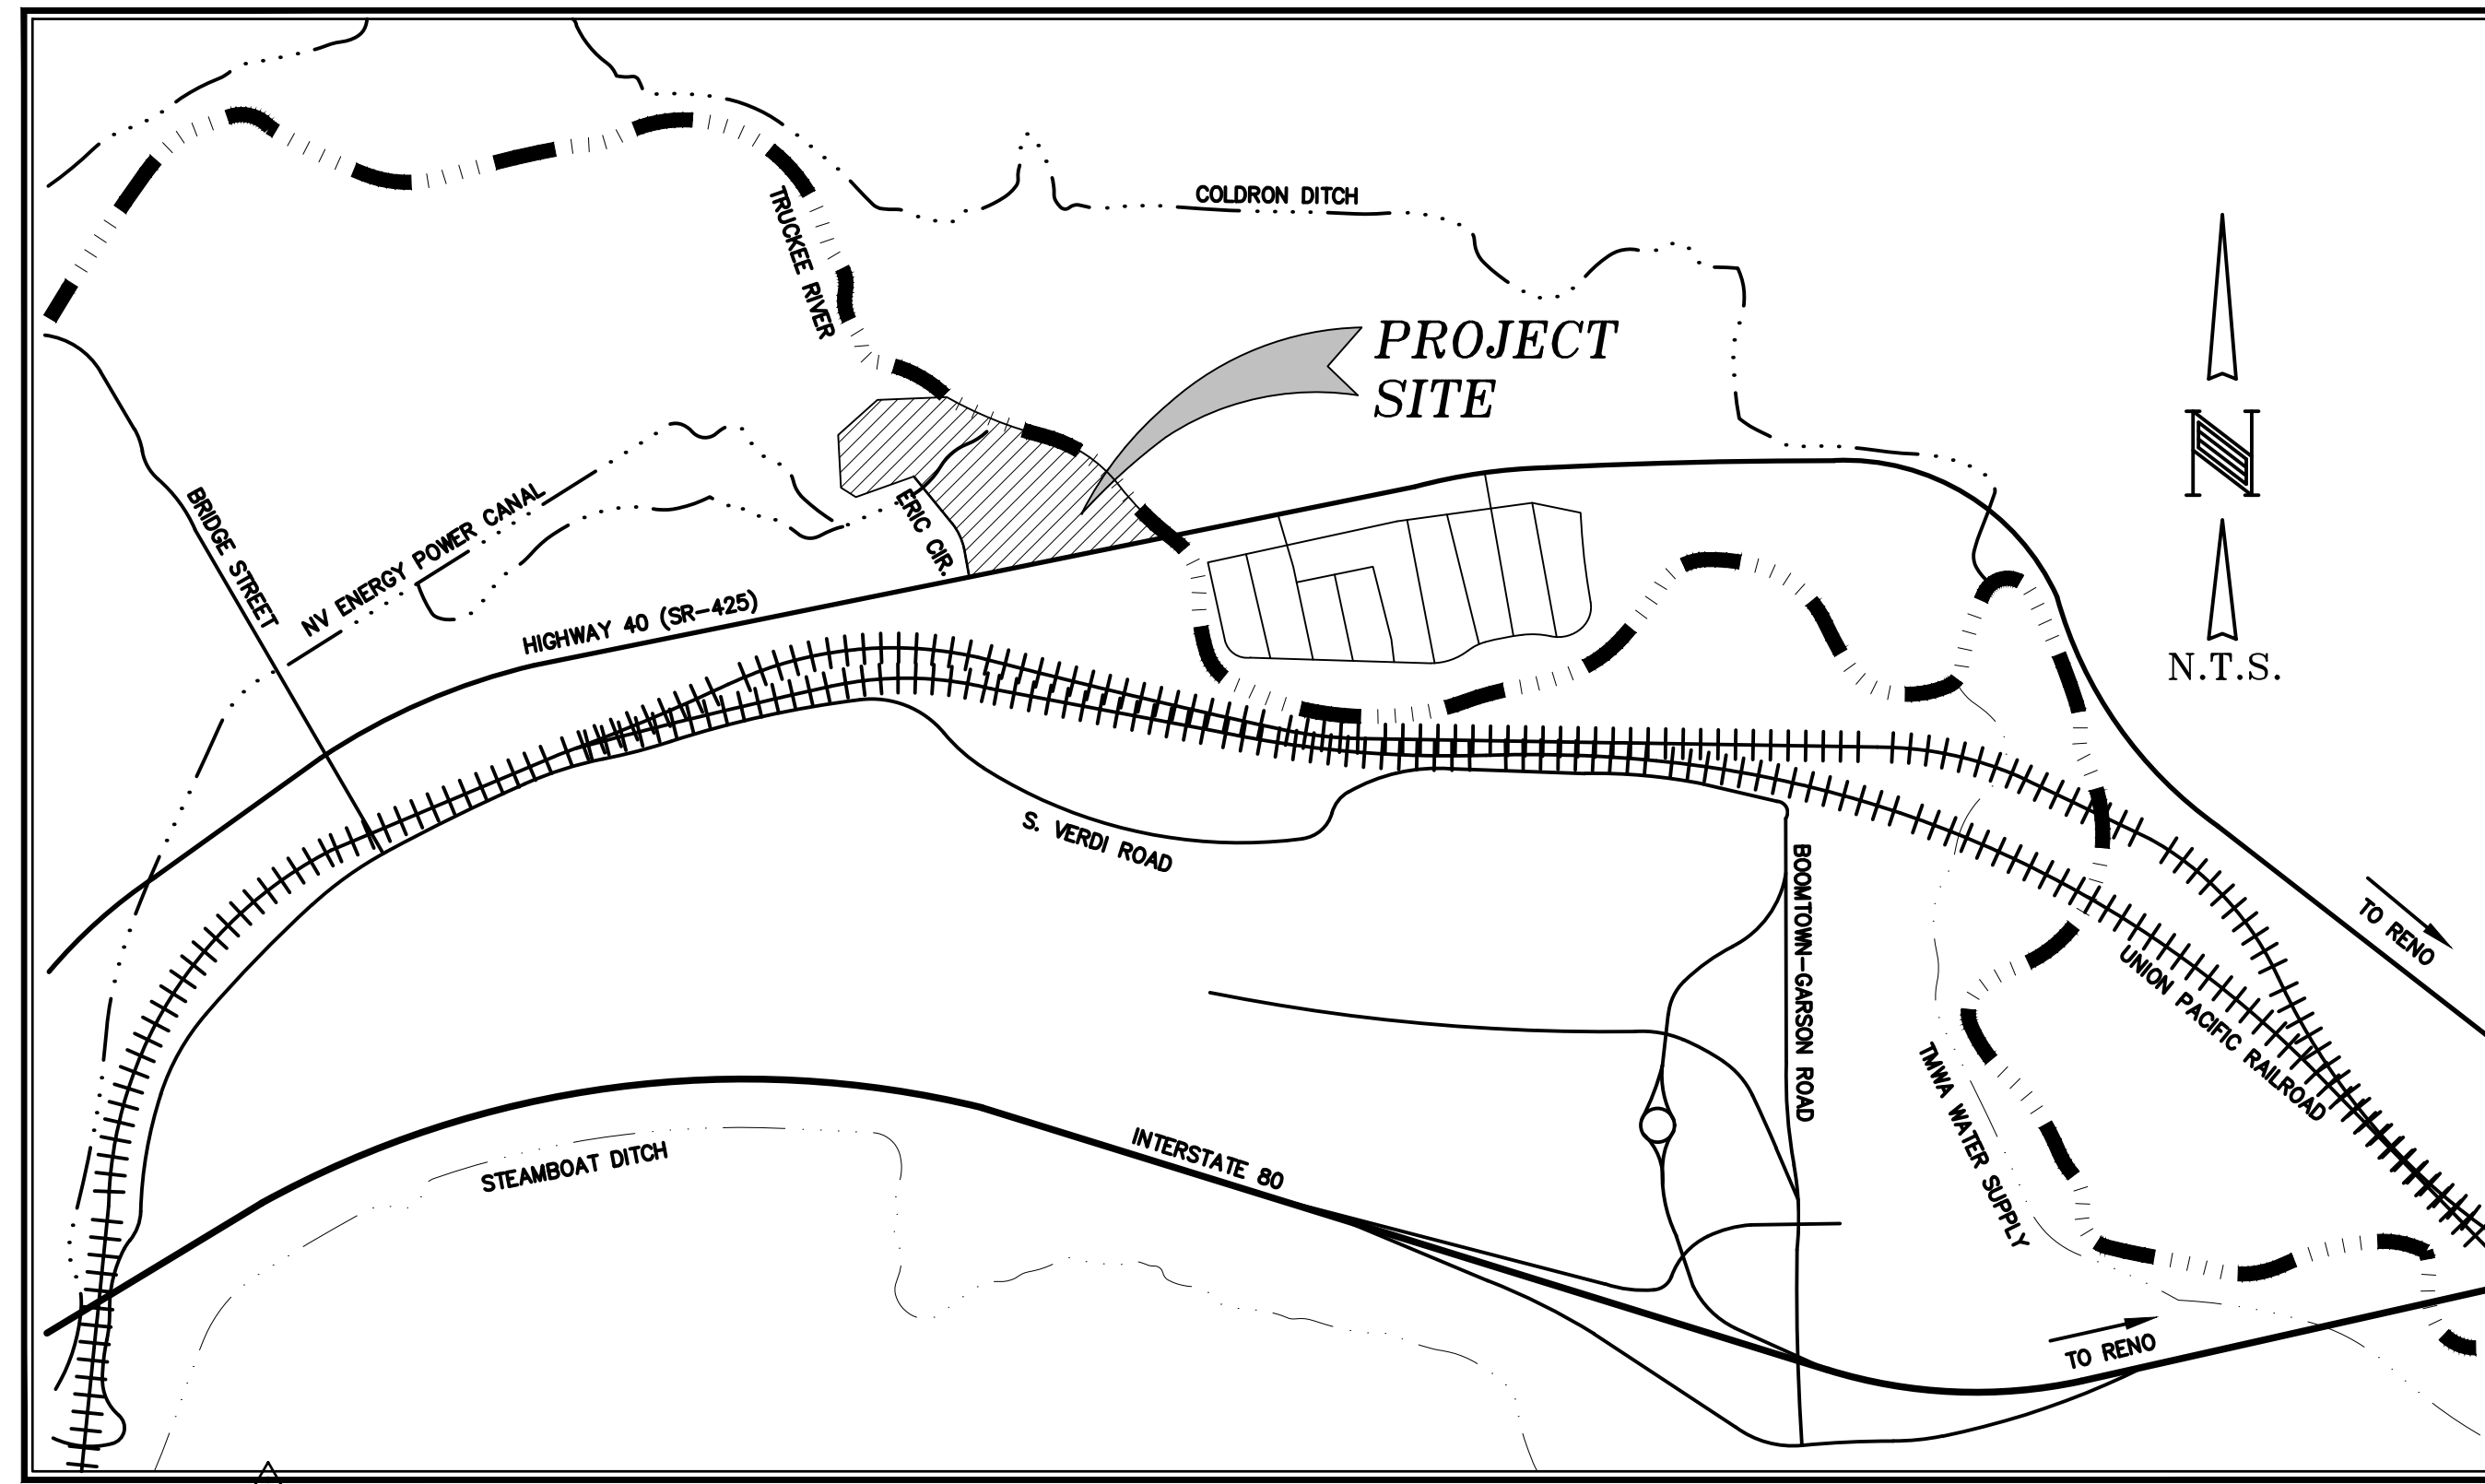 COLDRON DITCH
TRUCKEE RIVER
PROJECT
SITE
N
N.T.S.
BRIDGE STREET
NV ENERGY POWER CANAL
ERIC CIR.
HIGHWAY 40 (SR-425)
S. VERDI ROAD
BOOMTOWN-GARSON ROAD
TO RENO
UNION PACIFIC RAILROAD
TMWA WATER SUPPLY
INTERSTATE 80
STEAMBOAT DITCH
TO RENO